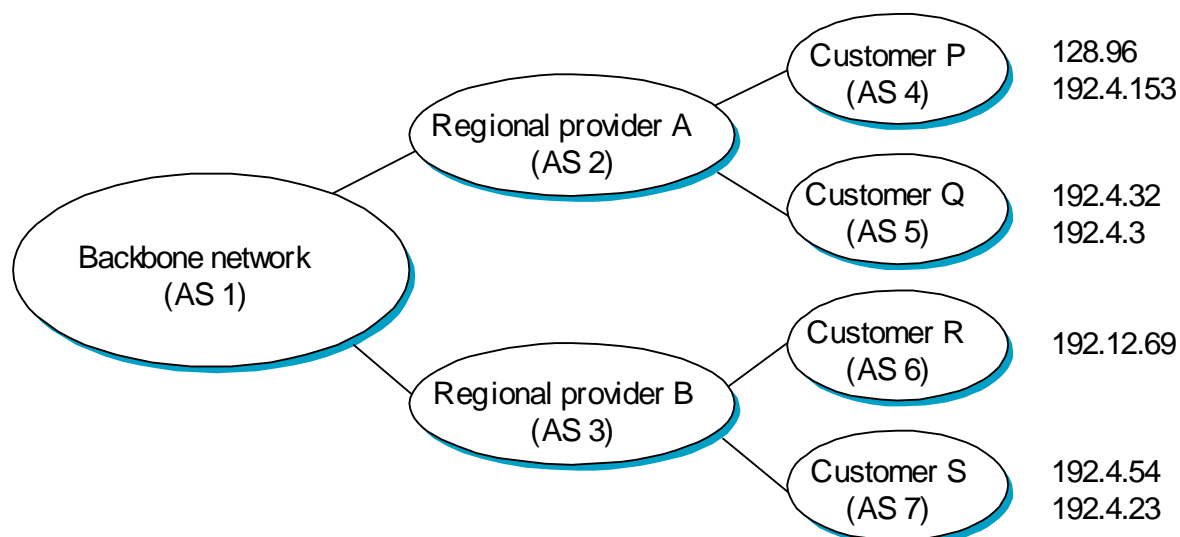 Backbone network
(AS 1)
Regional provider A
(AS 2)
Regional provider B
(AS 3)
Customer P
(AS 4)
128.96
192.4.153
Customer Q
(AS 5)
192.4.32
192.4.3
Customer R
(AS 6)
192.12.69
Customer S
(AS 7)
192.4.54
192.4.23